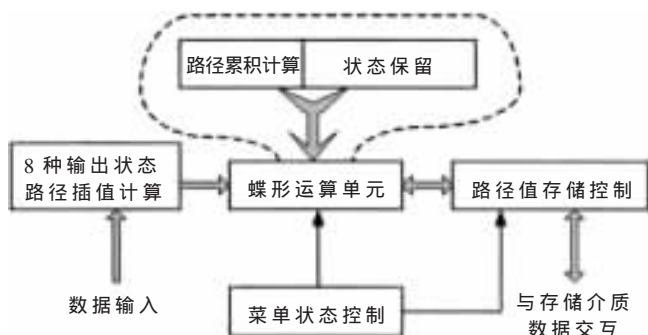 路径累积计算 状态保留
8种输出状态
路径插值计算
蝶形运算单元
路径值存储控制
数据输入
菜单状态控制
与存储介质
数据交互